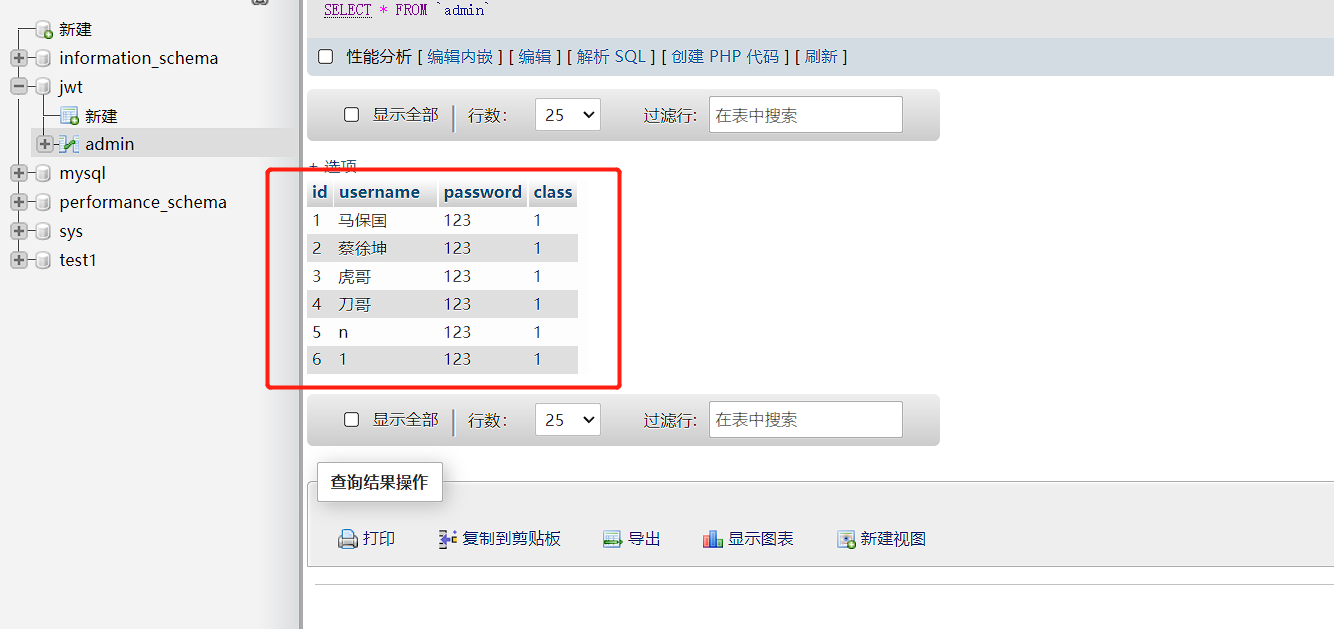 新建
information_schema
jwt
新建
admin
mysql
performance_schema
sys
test1
SELECT * FROM `admin`
性能分析 [ 编辑内嵌 ] [ 编辑 ] [ 解析 SQL ] [ 创建 PHP 代码 ] [ 刷新 ]
显示全部 行数: 25 过滤行: 在表中搜索
+ 选项
id username password class
1 马保国 123 1
2 蔡徐坤 123 1
3 虎哥 123 1
4 刀哥 123 1
5 n 123 1
6 1 123 1
显示全部 行数: 25 过滤行: 在表中搜索
查询结果操作
打印 复制到剪贴板 导出 显示图表 新建视图